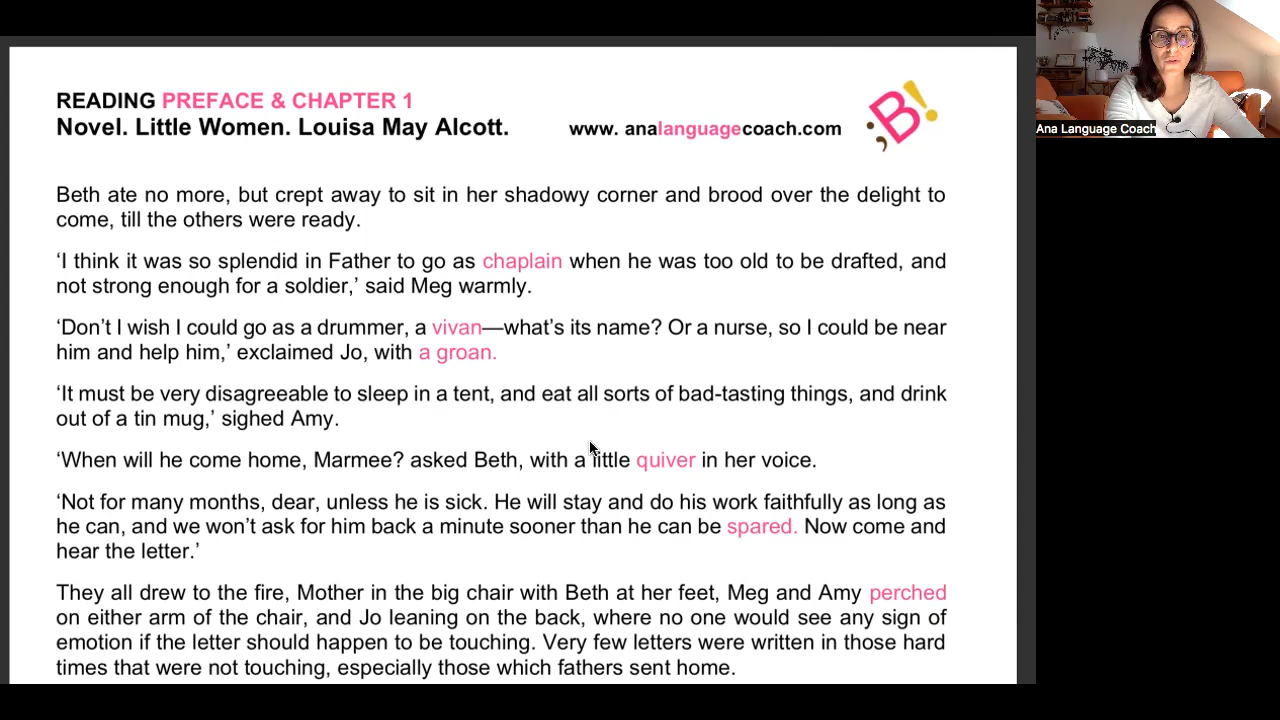 READING PREFACE & CHAPTER 1
Novel. Little Women. Louisa May Alcott.
www. analanguagecoach.com
;B!
Ana Language Coach
Beth ate no more, but crept away to sit in her shadowy corner and brood over the delight to
come, till the others were ready.
‘I think it was so splendid in Father to go as chaplain when he was too old to be drafted, and
not strong enough for a soldier,’ said Meg warmly.
‘Don’t I wish I could go as a drummer, a vivan—what’s its name? Or a nurse, so I could be near
him and help him,’ exclaimed Jo, with a groan.
‘It must be very disagreeable to sleep in a tent, and eat all sorts of bad-tasting things, and drink
out of a tin mug,’ sighed Amy.
‘When will he come home, Marmee? asked Beth, with a little quiver in her voice.
‘Not for many months, dear, unless he is sick. He will stay and do his work faithfully as long as
he can, and we won’t ask for him back a minute sooner than he can be spared. Now come and
hear the letter.’
They all drew to the fire, Mother in the big chair with Beth at her feet, Meg and Amy perched
on either arm of the chair, and Jo leaning on the back, where no one would see any sign of
emotion if the letter should happen to be touching. Very few letters were written in those hard
times that were not touching, especially those which fathers sent home.